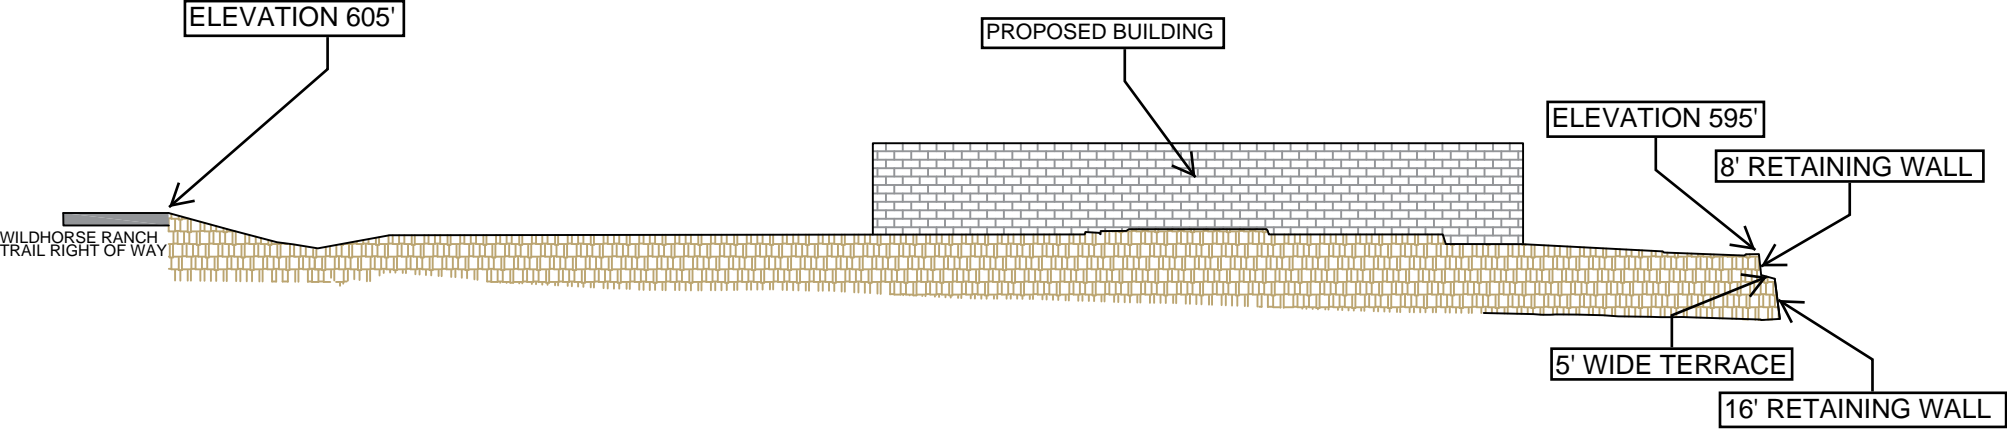 ELEVATION 605'
PROPOSED BUILDING
ELEVATION 595'
8' RETAINING WALL
WILDHORSE RANCH
TRAIL RIGHT OF WAY
5' WIDE TERRACE
16' RETAINING WALL